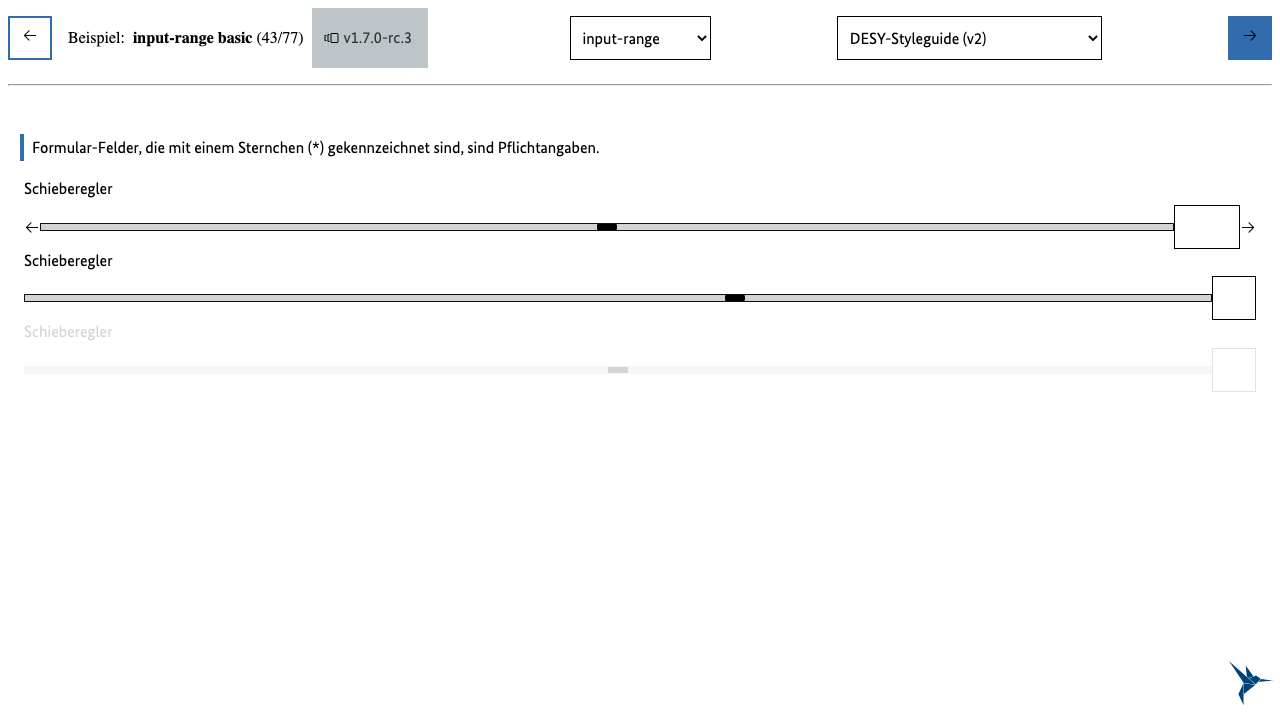 Beispiel: input-range basic (43/77) v1.7.0-rc.3 input-range DESY-Styleguide (v2)
Formular-Felder, die mit einem Sternchen (*) gekennzeichnet sind, sind Pflichtangaben.
Schieberegler
Schieberegler
Schieberegler